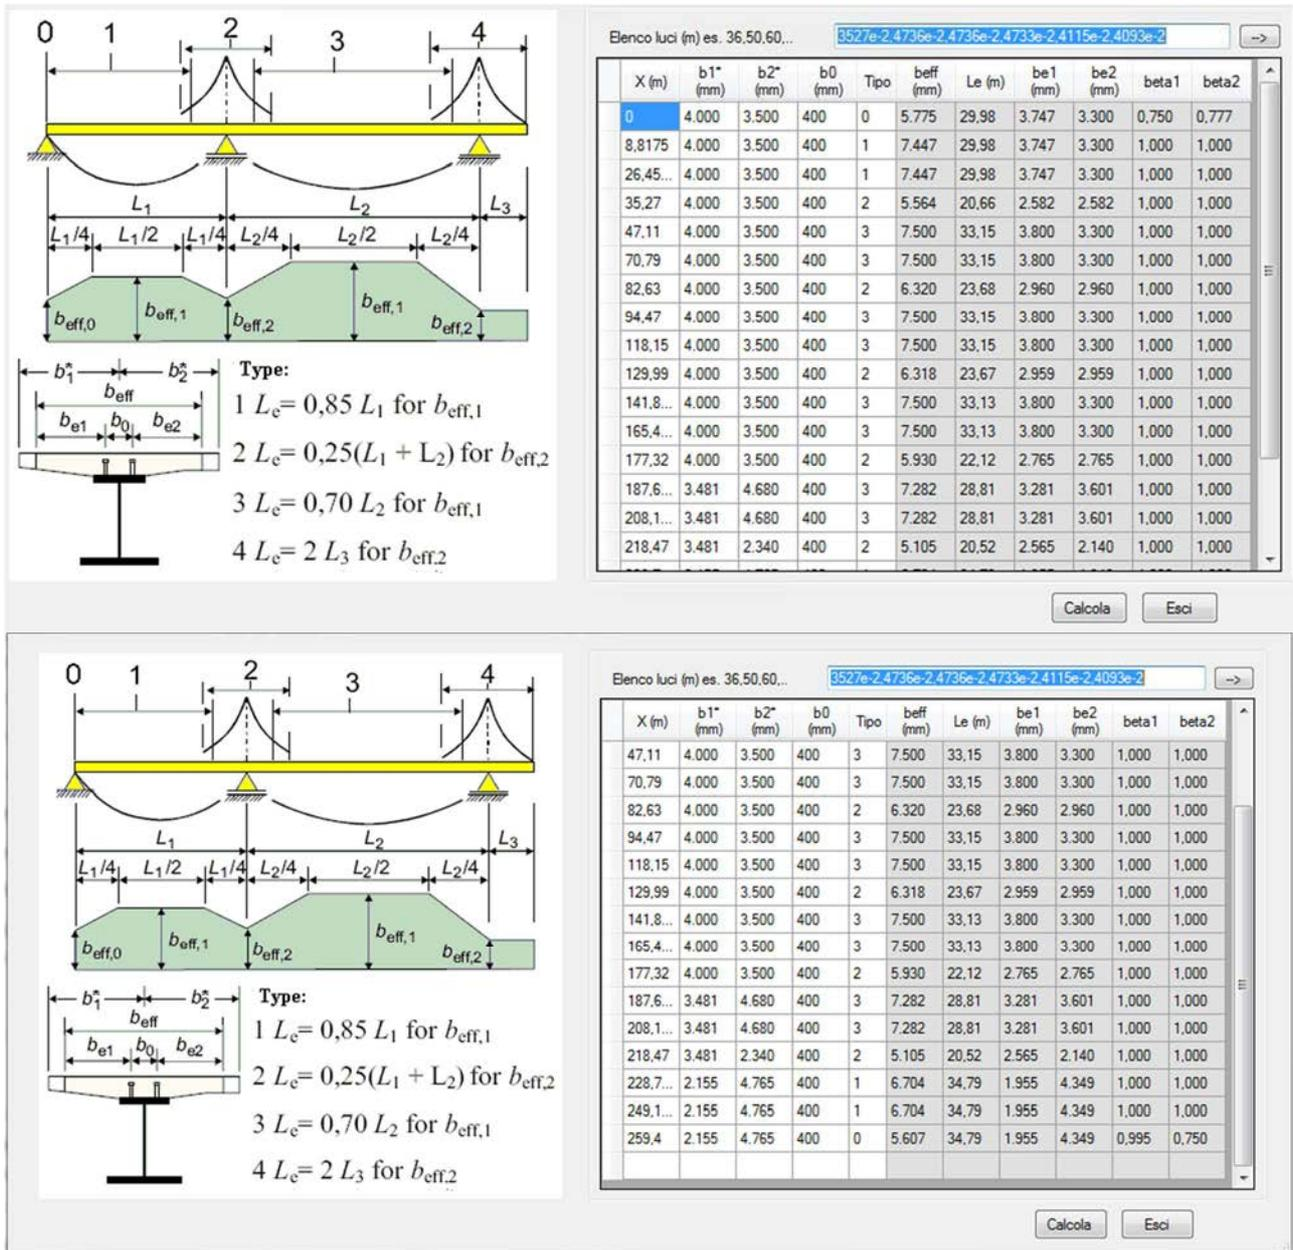 0 1 2 3 4
L1 L2 L3
L1/4 L1/2 L1/4 L2/4 L2/2 L2/4
beff,0 beff,1 beff,2 beff,1 beff,2
b1* b2*
beff
be1 b0 be2
Type:
1 Le= 0,85 L1 for beff,1
2 Le= 0,25(L1 + L2) for beff,2
3 Le= 0,70 L2 for beff,1
4 Le= 2 L3 for beff,2
Elenco luci (m) es. 36,50,60,.. 3527e-2,4736e-2,4736e-2,4733e-2,4115e-2,4093e-2 -->
X (m) b1* (mm) b2* (mm) b0 (mm) Tipo beff (mm) Le (m) be1 (mm) be2 (mm) beta1 beta2
0 4.000 3.500 400 0 5.775 29,98 3.747 3.300 0,750 0,777
8,8175 4.000 3.500 400 1 7.447 29,98 3.747 3.300 1,000 1,000
26,45... 4.000 3.500 400 1 7.447 29,98 3.747 3.300 1,000 1,000
35,27 4.000 3.500 400 2 5.564 20,66 2.582 2.582 1,000 1,000
47,11 4.000 3.500 400 3 7.500 33,15 3.800 3.300 1,000 1,000
70,79 4.000 3.500 400 3 7.500 33,15 3.800 3.300 1,000 1,000
82,63 4.000 3.500 400 2 6.320 23,68 2.960 2.960 1,000 1,000
94,47 4.000 3.500 400 3 7.500 33,15 3.800 3.300 1,000 1,000
118,15 4.000 3.500 400 3 7.500 33,15 3.800 3.300 1,000 1,000
129,99 4.000 3.500 400 2 6.318 23,67 2.959 2.959 1,000 1,000
141,8... 4.000 3.500 400 3 7.500 33,13 3.800 3.300 1,000 1,000
165,4... 4.000 3.500 400 3 7.500 33,13 3.800 3.300 1,000 1,000
177,32 4.000 3.500 400 2 5.930 22,12 2.765 2.765 1,000 1,000
187,6... 3.481 4.680 400 3 7.282 28,81 3.281 3.601 1,000 1,000
208,1... 3.481 4.680 400 3 7.282 28,81 3.281 3.601 1,000 1,000
218,47 3.481 2.340 400 2 5.105 20,52 2.565 2.140 1,000 1,000
Calcola Esci
0 1 2 3 4
L1 L2 L3
L1/4 L1/2 L1/4 L2/4 L2/2 L2/4
beff,0 beff,1 beff,2 beff,1 beff,2
b1* b2*
beff
be1 b0 be2
Type:
1 Le= 0,85 L1 for beff,1
2 Le= 0,25(L1 + L2) for beff,2
3 Le= 0,70 L2 for beff,1
4 Le= 2 L3 for beff,2
Elenco luci (m) es. 36,50,60,.. 3527e-2,4736e-2,4736e-2,4733e-2,4115e-2,4093e-2 -->
X (m) b1* (mm) b2* (mm) b0 (mm) Tipo beff (mm) Le (m) be1 (mm) be2 (mm) beta1 beta2
47,11 4.000 3.500 400 3 7.500 33,15 3.800 3.300 1,000 1,000
70,79 4.000 3.500 400 3 7.500 33,15 3.800 3.300 1,000 1,000
82,63 4.000 3.500 400 2 6.320 23,68 2.960 2.960 1,000 1,000
94,47 4.000 3.500 400 3 7.500 33,15 3.800 3.300 1,000 1,000
118,15 4.000 3.500 400 3 7.500 33,15 3.800 3.300 1,000 1,000
129,99 4.000 3.500 400 2 6.318 23,67 2.959 2.959 1,000 1,000
141,8... 4.000 3.500 400 3 7.500 33,13 3.800 3.300 1,000 1,000
165,4... 4.000 3.500 400 3 7.500 33,13 3.800 3.300 1,000 1,000
177,32 4.000 3.500 400 2 5.930 22,12 2.765 2.765 1,000 1,000
187,6... 3.481 4.680 400 3 7.282 28,81 3.281 3.601 1,000 1,000
208,1... 3.481 4.680 400 3 7.282 28,81 3.281 3.601 1,000 1,000
218,47 3.481 2.340 400 2 5.105 20,52 2.565 2.140 1,000 1,000
228,7... 2.155 4.765 400 1 6.704 34,79 1.955 4.349 1,000 1,000
249,1... 2.155 4.765 400 1 6.704 34,79 1.955 4.349 1,000 1,000
259,4 2.155 4.765 400 0 5.607 34,79 1.955 4.349 0,995 0,750
Calcola Esci